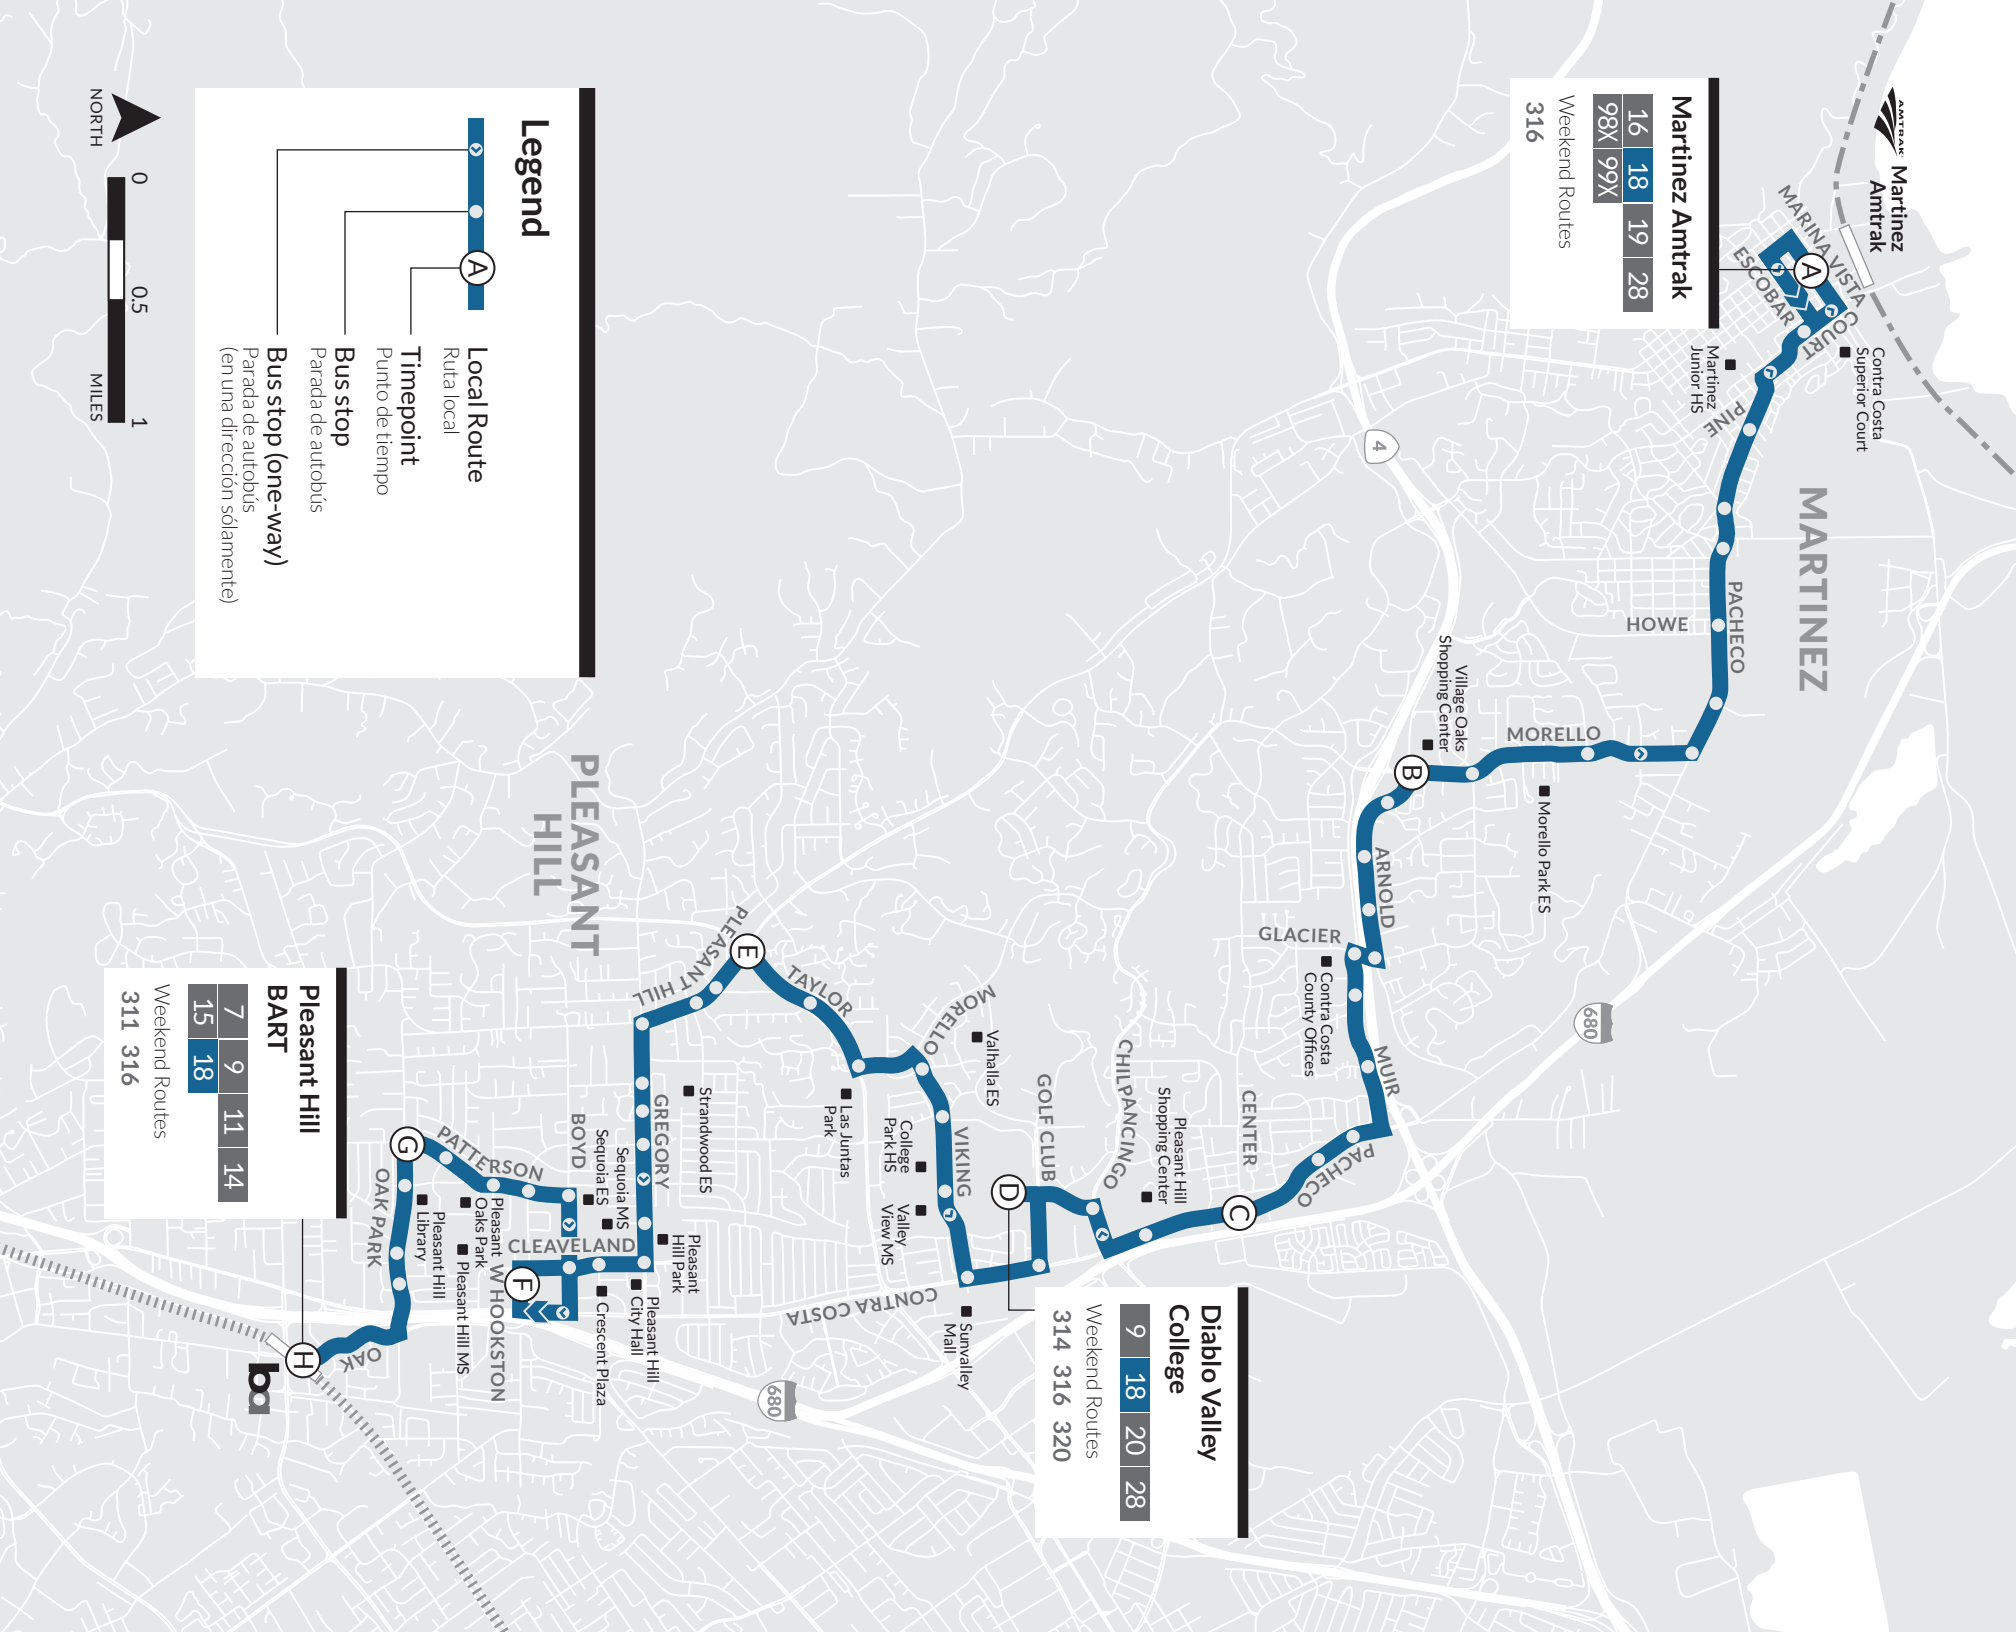 AMTRAK
Martinez
Amtrak
MARINA VISTA
ESCOBAR
COURT
Contra Costa
Superior Court
Martinez
Junior HS
PINE
MARTINEZ
PACHECO
HOWE
Martinez Amtrak
16 18 19 28
98X 99X
Weekend Routes
316
4
Village Oaks
Shopping Center
MORELLO
Morello Park ES
A
B
ARNOLD
GLACIER
Contra Costa
County Offices
MUIR
680
PACHECO
C
CENTER
Pleasant Hill
Shopping Center
CHILPANCINGO
GOLF CLUB
D
Diablo Valley
College
9 18 20 28
Weekend Routes
314 316 320
Valhalla ES
MORELLO
VIKING
College
Park HS
Valley
View MS
Sunvalley
Mall
CONTRA COSTA
Las Juntas
Park
TAYLOR
E
PLEASANT HILL
PLEASANT
HILL
Strandwood ES
GREGORY
Pleasant
Hill Park
Sequoia MS
Sequoia ES
BOYD
CLEAVELAND
Pleasant Hill
City Hall
Crescent Plaza
F
W HOOKSTON
680
PATTERSON
Pleasant
Oaks Park
Pleasant Hill MS
Pleasant Hill
Library
G
OAK PARK
OAK
H
ba
Pleasant Hill
BART
7 9 11 14
15 18
Weekend Routes
311 316
Legend
A
Local Route
Ruta local
Timepoint
Punto de tiempo
Bus stop
Parada de autobús
Bus stop (one-way)
Parada de autobús
(en una dirección sólamente)
NORTH
0 0.5 1
MILES